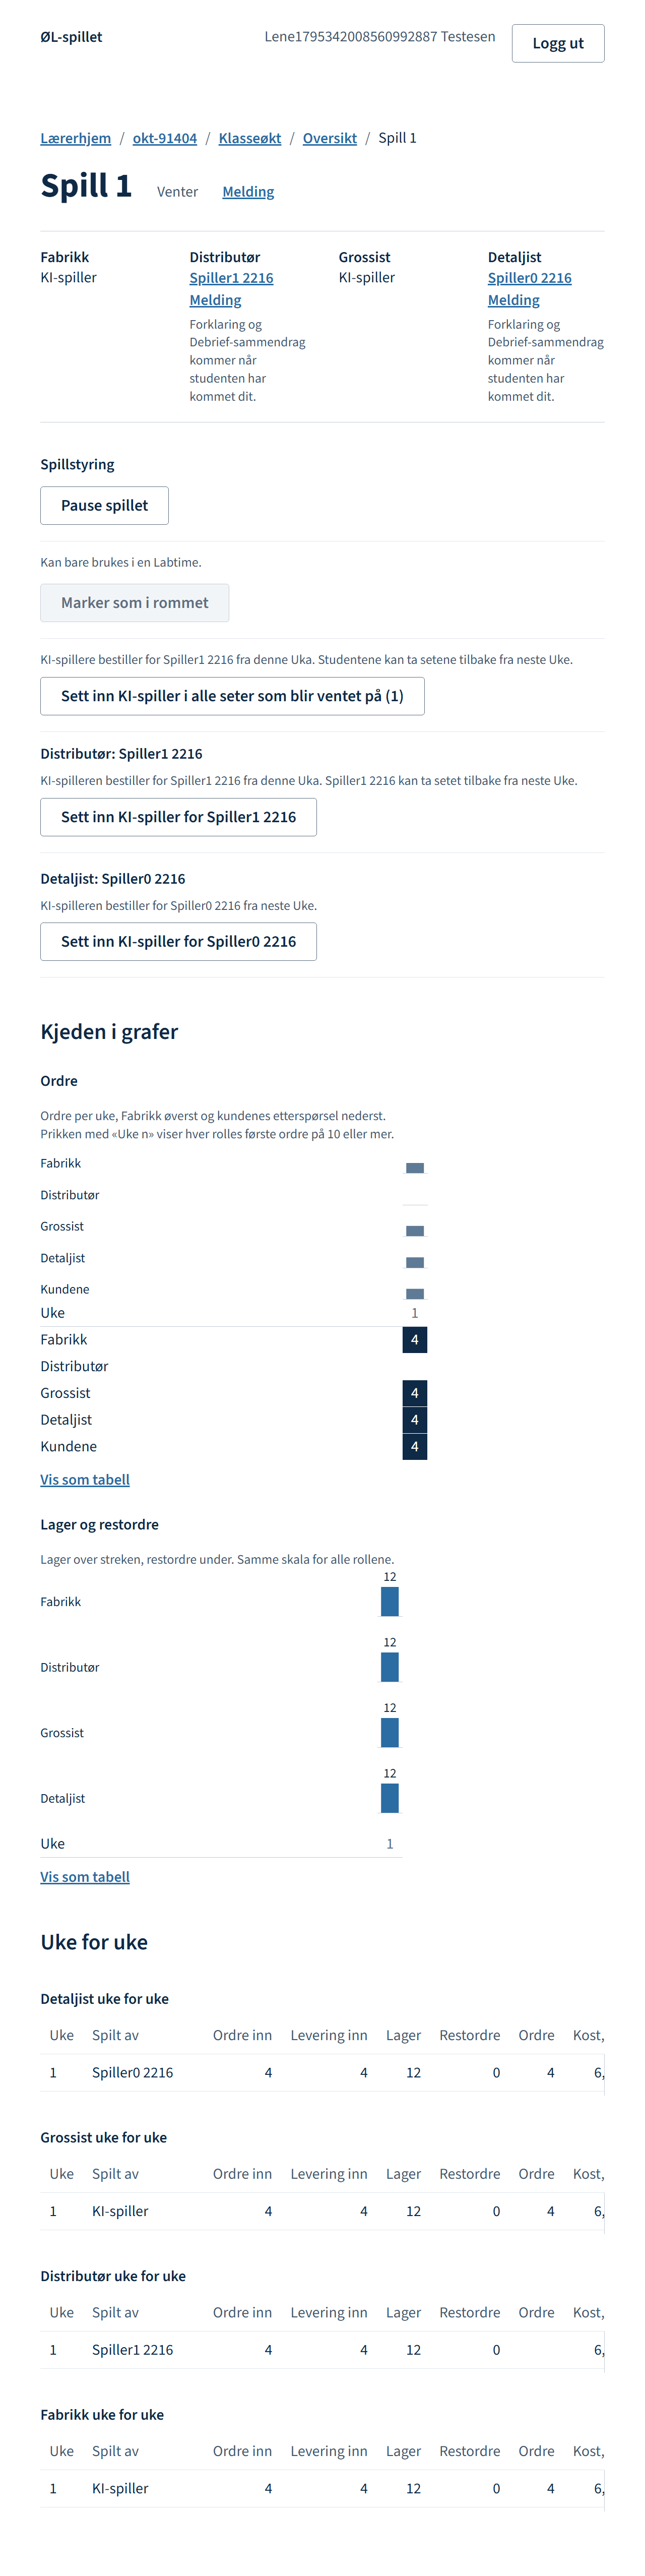 ØL-spillet
Lene1795342008560992887 Testesen
Logg ut
Lærerhjem / okt-91404 / Klasseøkt / Oversikt / Spill 1
Spill 1 Venter Melding
Fabrikk
KI-spiller
Distributør
Spiller1 2216
Melding
Forklaring og
Debrief-sammendrag
kommer når
studenten har
kommet dit.
Grossist
KI-spiller
Detaljist
Spiller0 2216
Melding
Forklaring og
Debrief-sammendrag
kommer når
studenten har
kommet dit.
Spillstyring
Pause spillet
Kan bare brukes i en Labtime.
Marker som i rommet
KI-spillere bestiller for Spiller1 2216 fra denne Uka. Studentene kan ta setene tilbake fra neste Uke.
Sett inn KI-spiller i alle seter som blir ventet på (1)
Distributør: Spiller1 2216
KI-spilleren bestiller for Spiller1 2216 fra denne Uka. Spiller1 2216 kan ta setet tilbake fra neste Uke.
Sett inn KI-spiller for Spiller1 2216
Detaljist: Spiller0 2216
KI-spilleren bestiller for Spiller0 2216 fra neste Uke.
Sett inn KI-spiller for Spiller0 2216
Kjeden i grafer
Ordre
Ordre per uke, Fabrikk øverst og kundenes etterspørsel nederst.
Prikken med «Uke n» viser hver rolles første ordre på 10 eller mer.
Fabrikk
Distributør
Grossist
Detaljist
Kundene
Uke 1
Fabrikk 4
Distributør
Grossist 4
Detaljist 4
Kundene 4
Vis som tabell
Lager og restordre
Lager over streken, restordre under. Samme skala for alle rollene.
12
Fabrikk
12
Distributør
12
Grossist
12
Detaljist
Uke 1
Vis som tabell
Uke for uke
Detaljist uke for uke
Uke Spilt av Ordre inn Levering inn Lager Restordre Ordre Kost,
1 Spiller0 2216 4 4 12 0 4 6,
Grossist uke for uke
Uke Spilt av Ordre inn Levering inn Lager Restordre Ordre Kost,
1 KI-spiller 4 4 12 0 4 6,
Distributør uke for uke
Uke Spilt av Ordre inn Levering inn Lager Restordre Ordre Kost,
1 Spiller1 2216 4 4 12 0 6,
Fabrikk uke for uke
Uke Spilt av Ordre inn Levering inn Lager Restordre Ordre Kost,
1 KI-spiller 4 4 12 0 4 6,